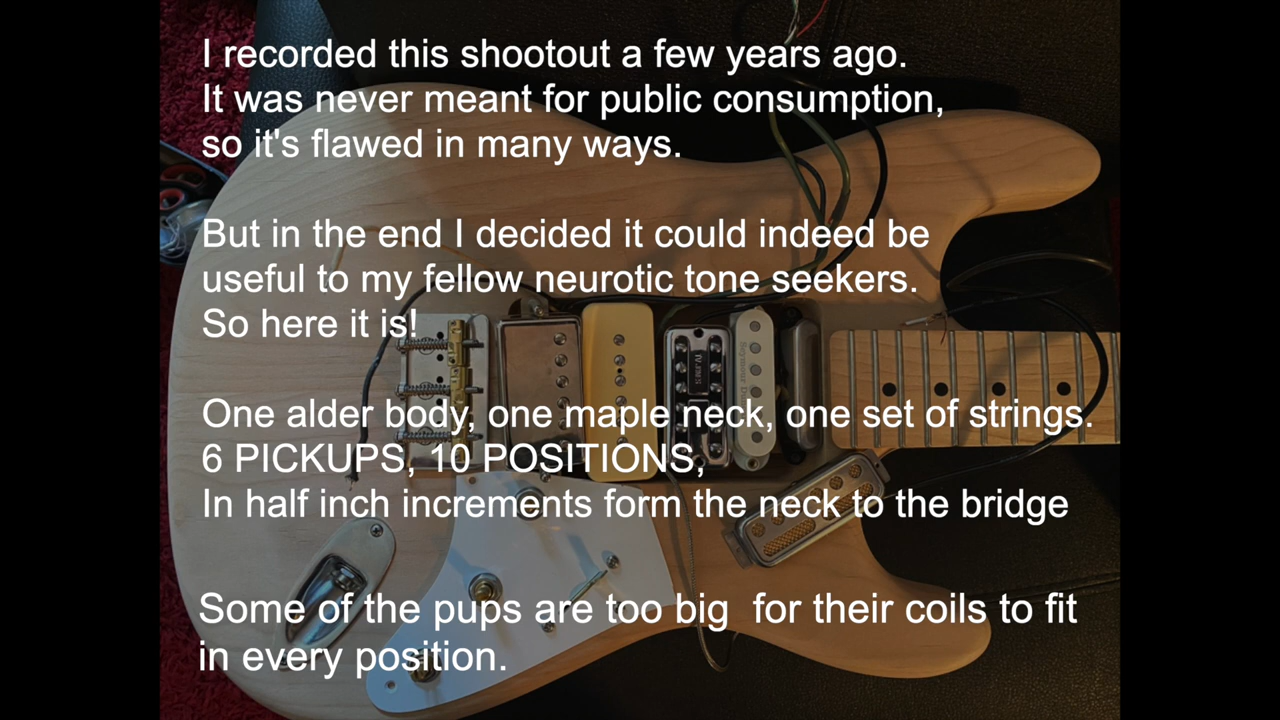 I recorded this shootout a few years ago.
It was never meant for public consumption,
so it's flawed in many ways.
But in the end I decided it could indeed be
useful to my fellow neurotic tone seekers.
So here it is!
One alder body, one maple neck, one set of strings.
6 PICKUPS, 10 POSITIONS,
In half inch increments form the neck to the bridge
Some of the pups are too big  for their coils to fit
in every position.
TV JONES
Seymour